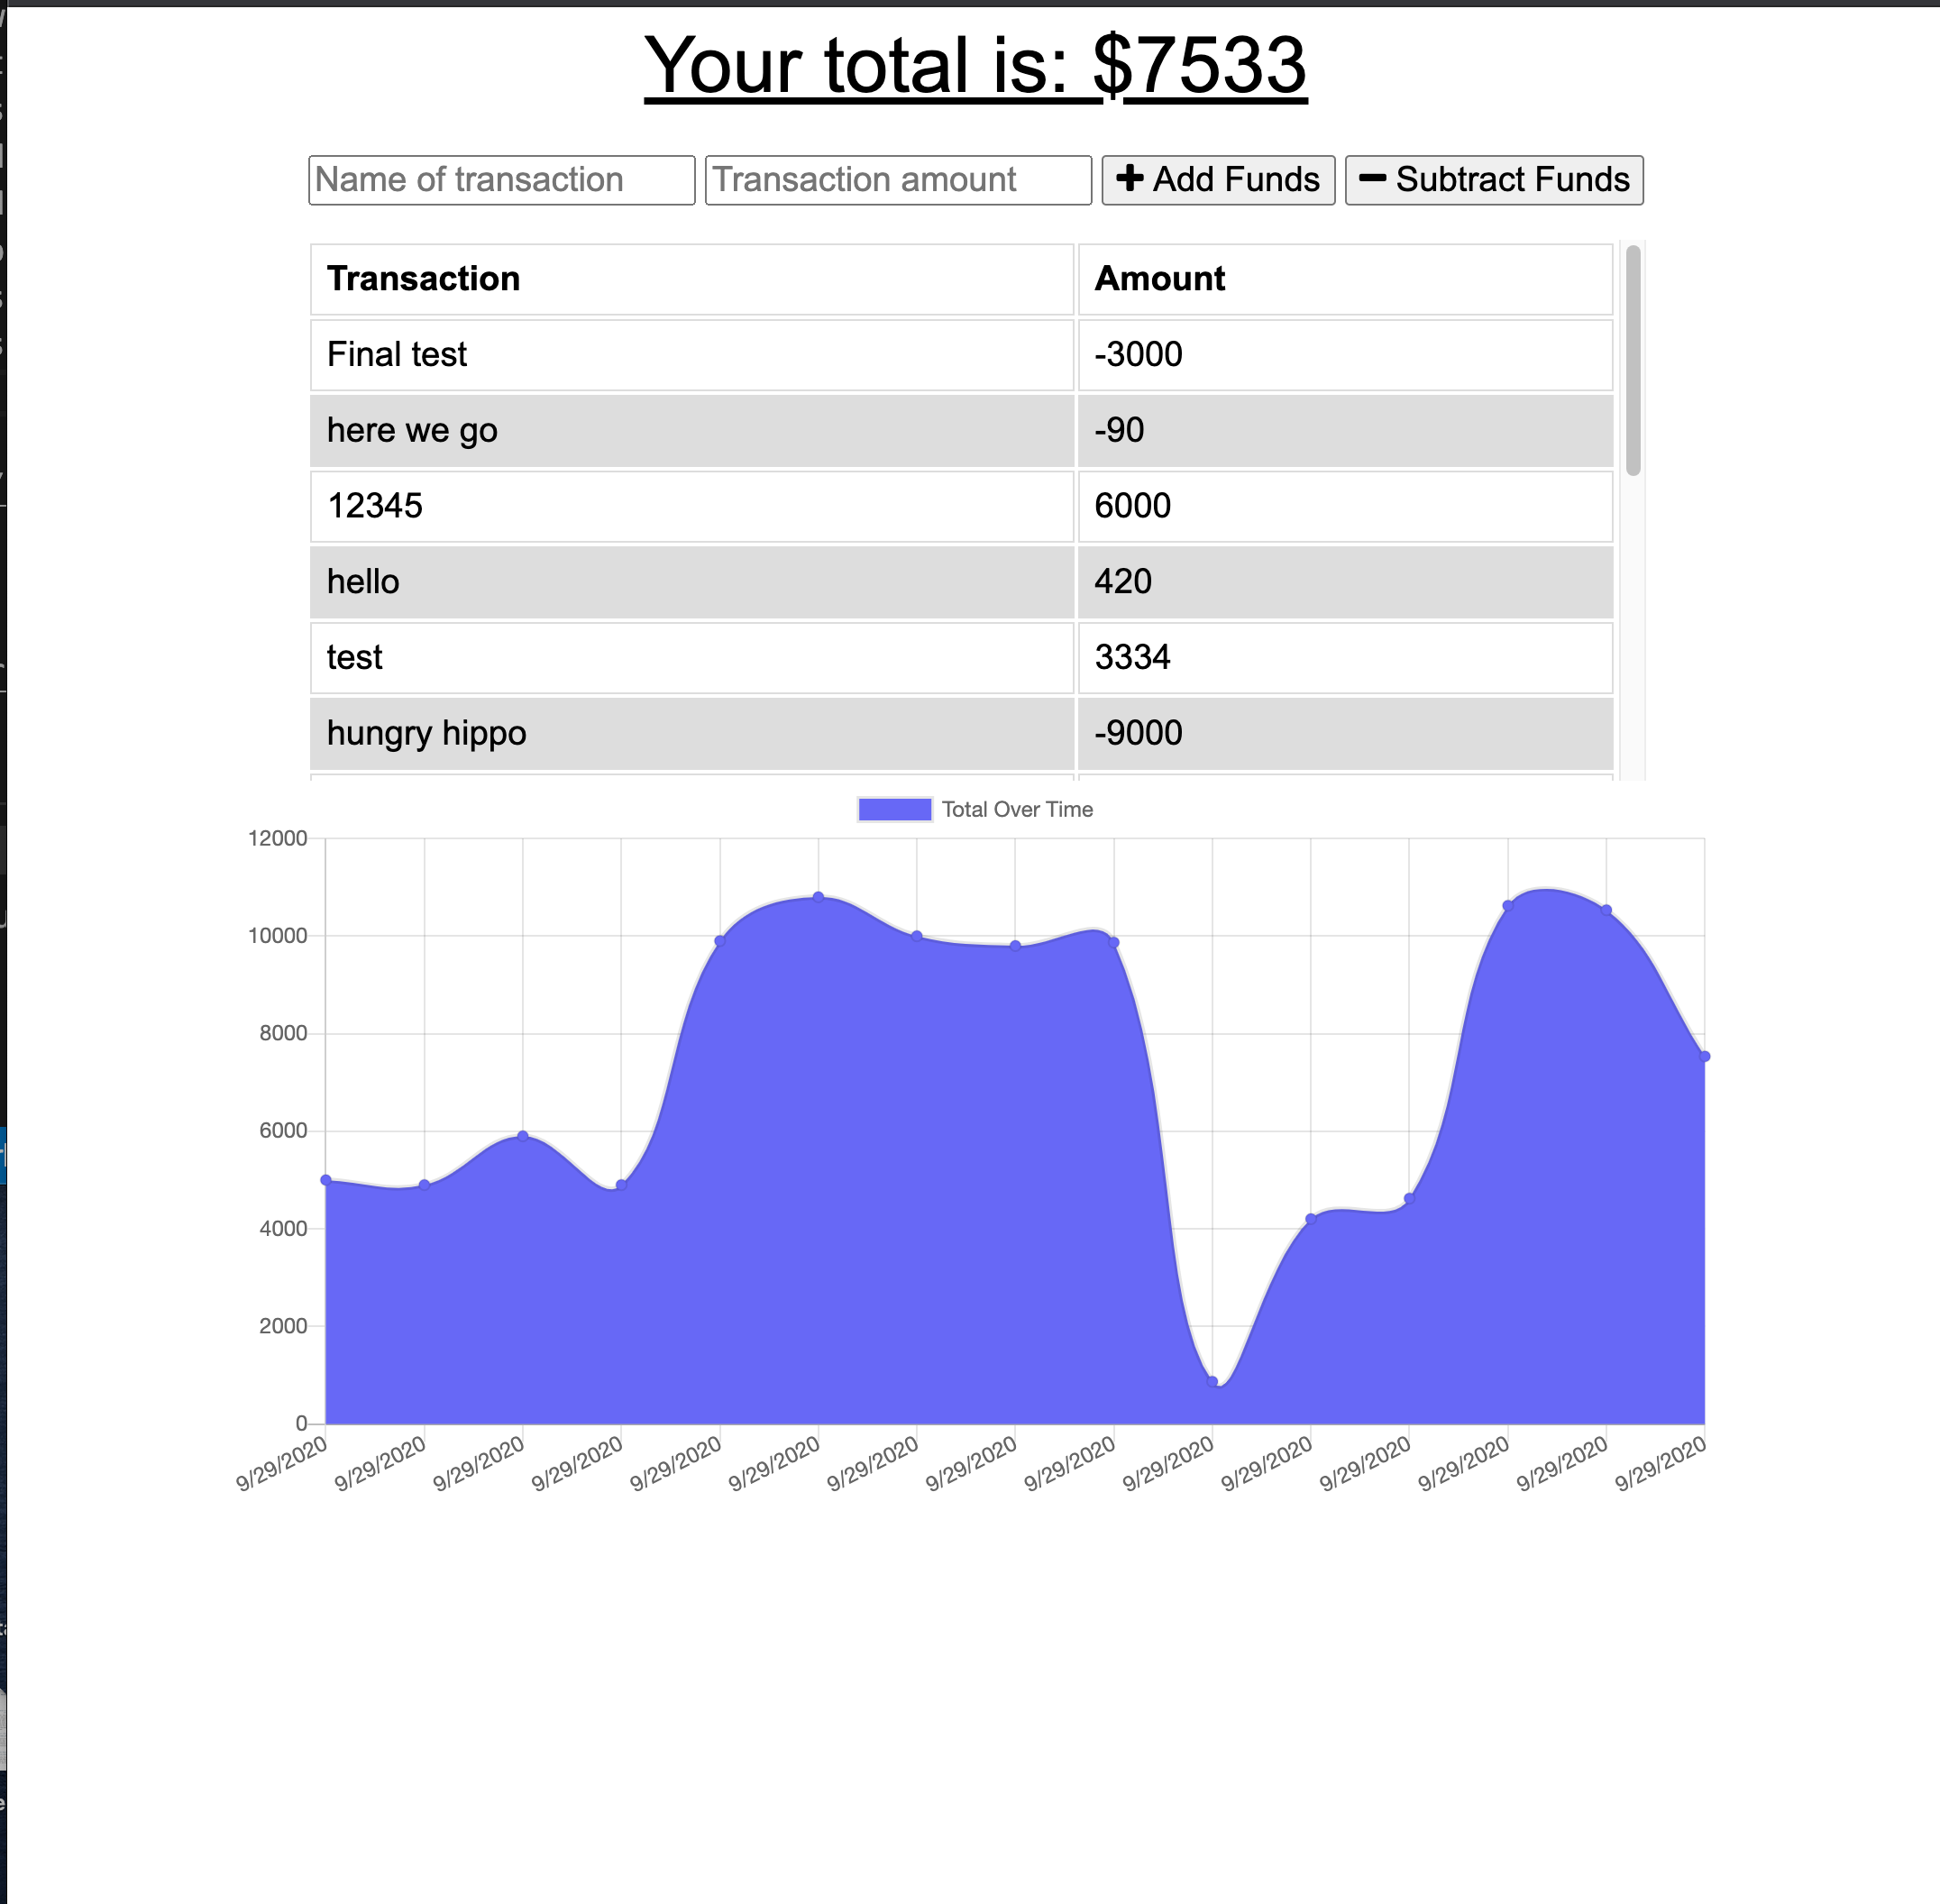 Your total is: $7533
Name of transaction Transaction amount Add Funds Subtract Funds
Transaction Amount
Final test -3000
here we go -90
12345 6000
hello 420
test 3334
hungry hippo -9000
Total Over Time
12000
10000
8000
6000
4000
2000
0
9/29/2020 9/29/2020 9/29/2020 9/29/2020 9/29/2020 9/29/2020 9/29/2020 9/29/2020 9/29/2020 9/29/2020 9/29/2020 9/29/2020 9/29/2020 9/29/2020 9/29/2020